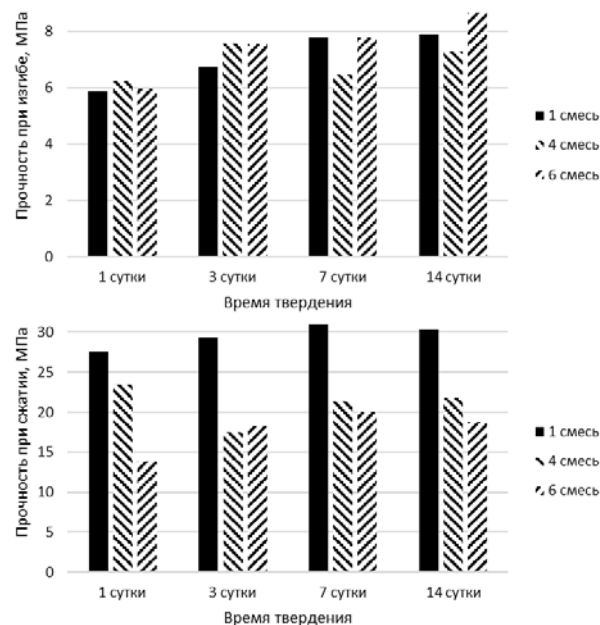 Прочность при изгибе, МПа
8
6
4
2
0
1 сутки
3 сутки
7 сутки
14 сутки
Время твердения
1 смесь
4 смесь
6 смесь
Прочность при сжатии, МПа
30
25
20
15
10
5
0
1 сутки
3 сутки
7 сутки
14 сутки
Время твердения
1 смесь
4 смесь
6 смесь